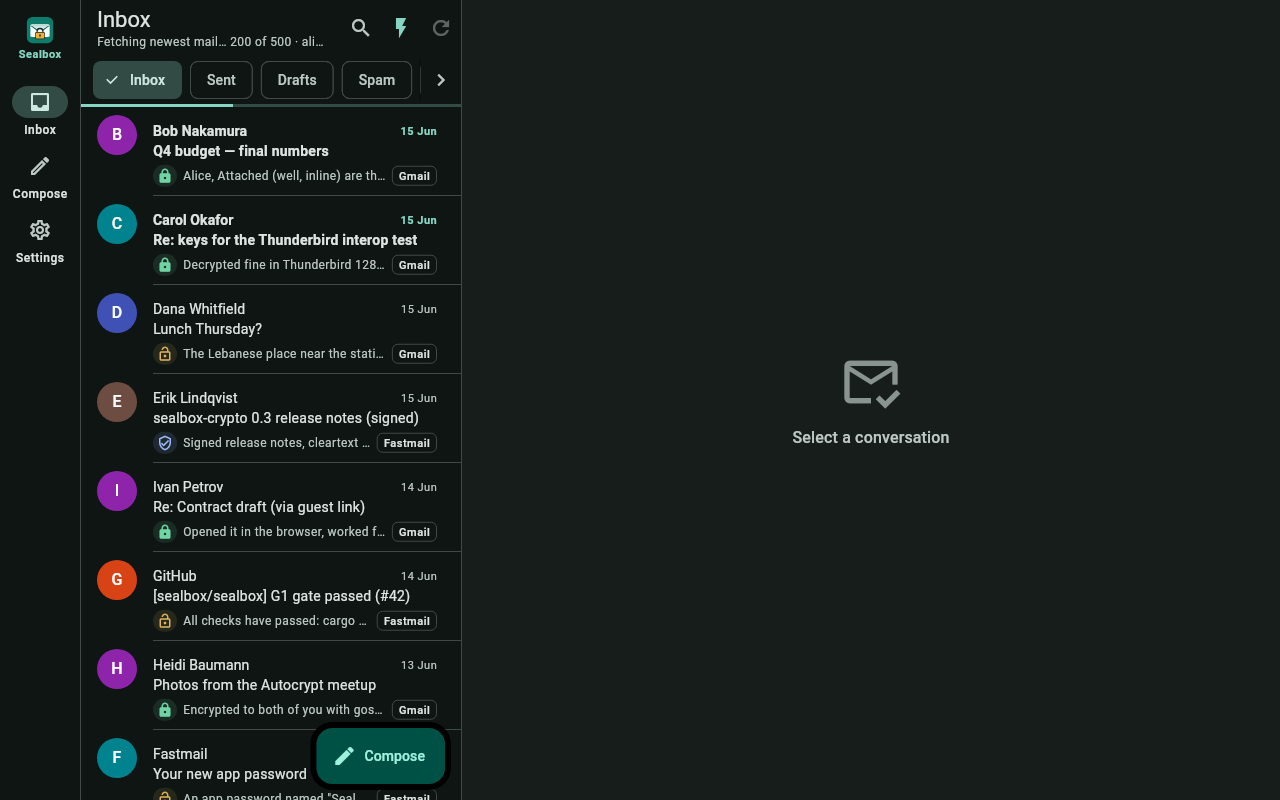 Sealbox
Inbox
Compose
Settings
Inbox
Fetching newest mail… 200 of 500 · ali…
Inbox
Sent
Drafts
Spam
B
Bob Nakamura
15 Jun
Q4 budget — final numbers
Alice, Attached (well, inline) are th…
Gmail
C
Carol Okafor
15 Jun
Re: keys for the Thunderbird interop test
Decrypted fine in Thunderbird 128…
Gmail
D
Dana Whitfield
15 Jun
Lunch Thursday?
The Lebanese place near the stati…
Gmail
E
Erik Lindqvist
15 Jun
sealbox-crypto 0.3 release notes (signed)
Signed release notes, cleartext …
Fastmail
I
Ivan Petrov
14 Jun
Re: Contract draft (via guest link)
Opened it in the browser, worked f…
Gmail
G
GitHub
14 Jun
[sealbox/sealbox] G1 gate passed (#42)
All checks have passed: cargo …
Fastmail
H
Heidi Baumann
13 Jun
Photos from the Autocrypt meetup
Encrypted to both of you with gos…
Gmail
F
Fastmail
Your new app password
An app password named "Seal…
Fastmail
Compose
Select a conversation